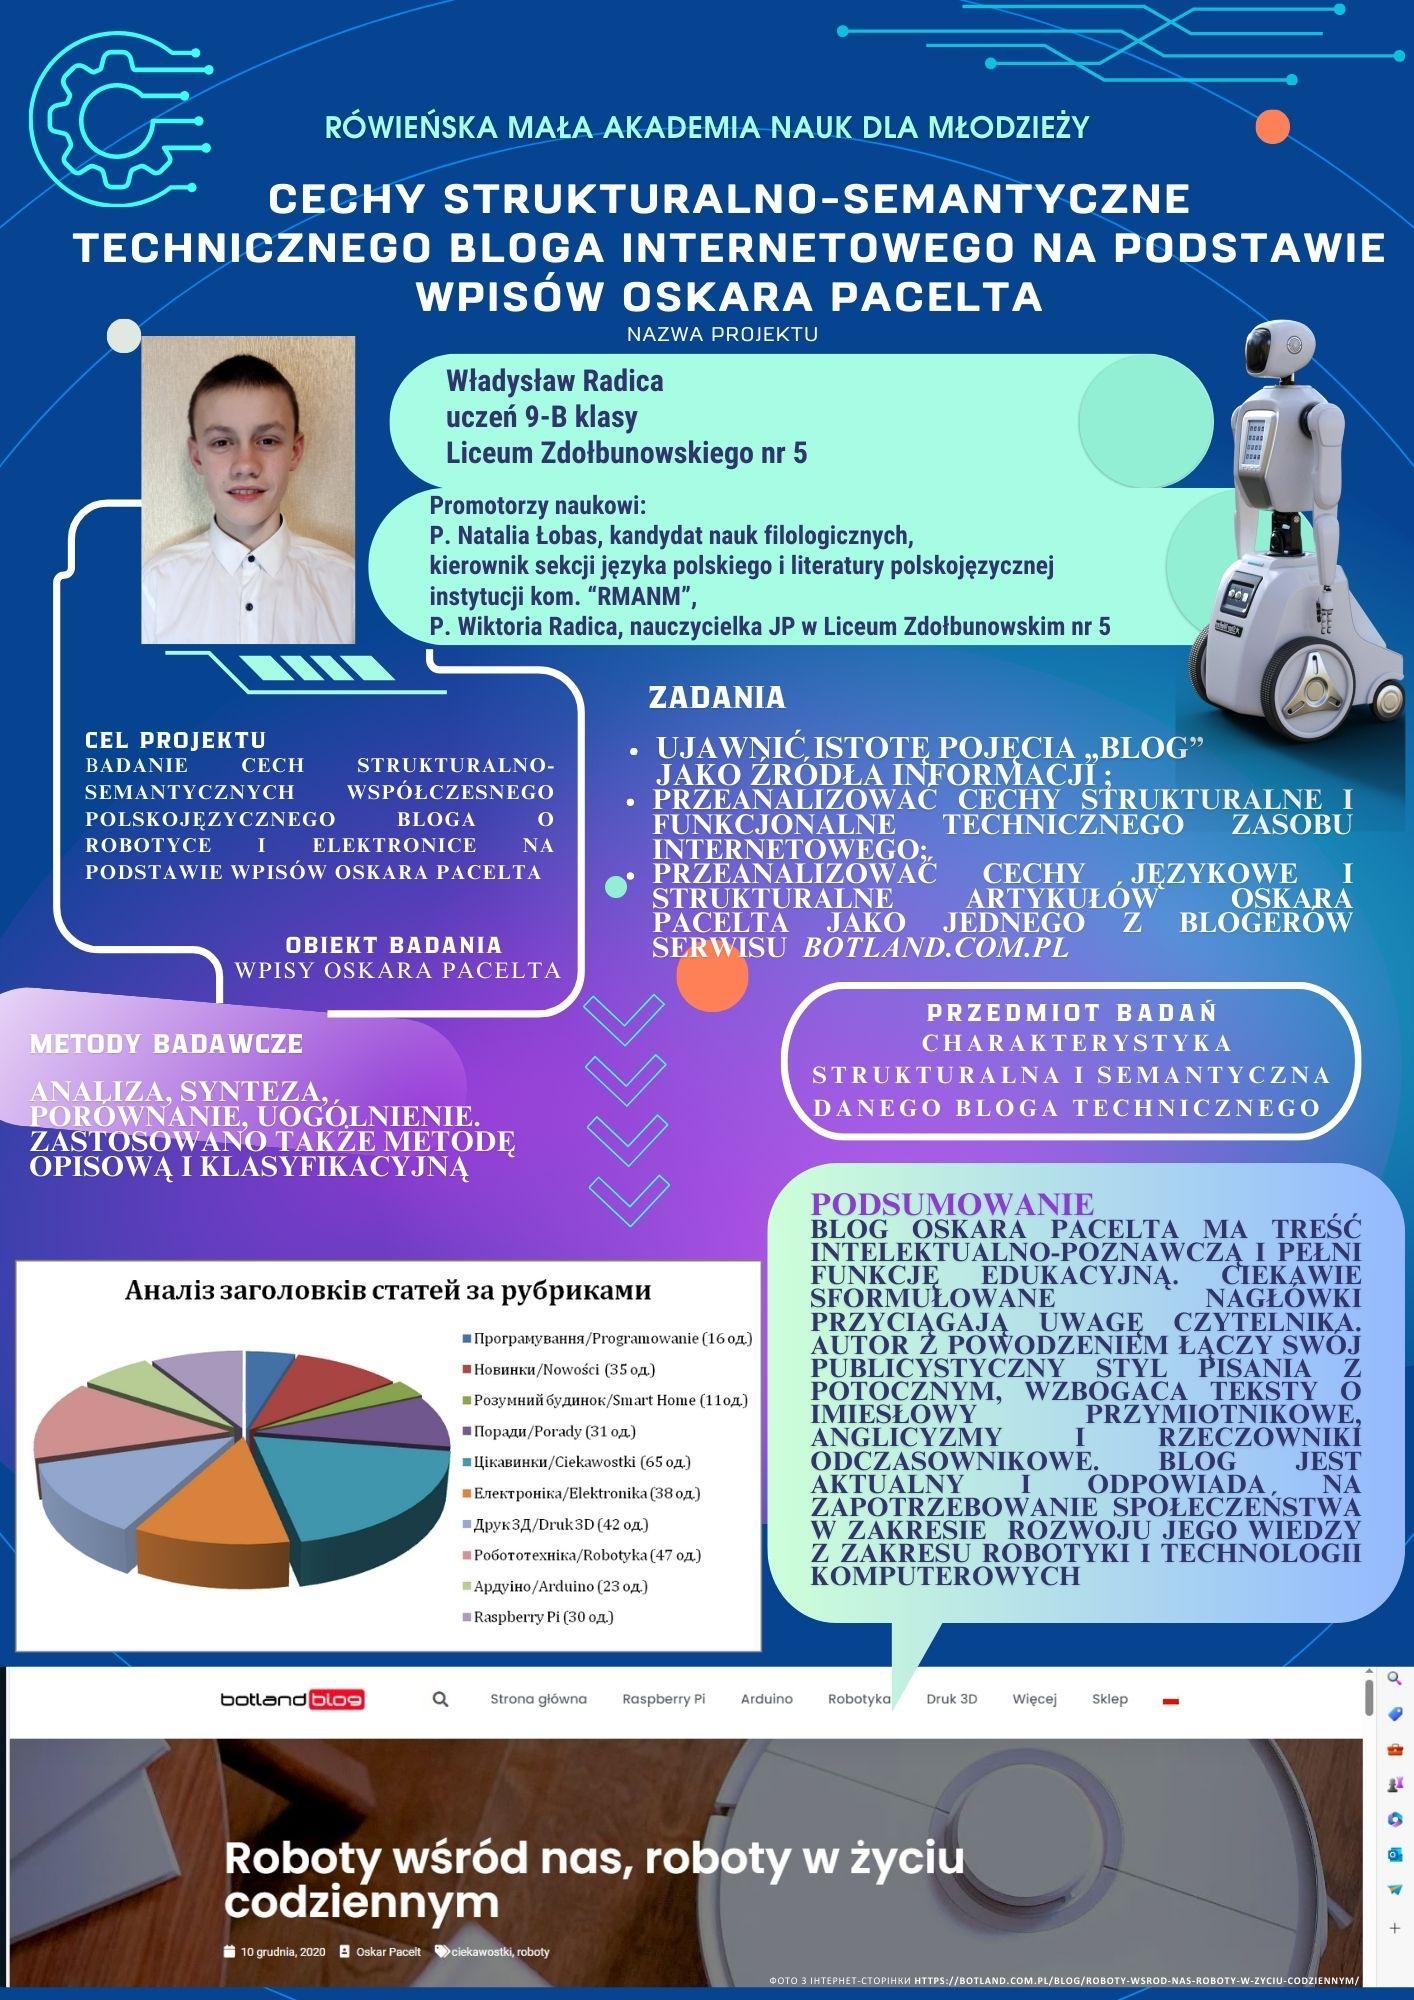 RÓWIEŃSKA MAŁA AKADEMIA NAUK DLA MŁODZIEŻY
CECHY STRUKTURALNO-SEMANTYCZNE
TECHNICZNEGO BLOGA INTERNETOWEGO NA PODSTAWIE
WPISÓW OSKARA PACELTA
NAZWA PROJEKTU
Władysław Radica
uczeń 9-B klasy
Liceum Zdołbunowskiego nr 5
Promotorzy naukowi:
P. Natalia Łobas, kandydat nauk filologicznych,
kierownik sekcji języka polskiego i literatury polskojęzycznej
instytucji kom. “RMANM”,
P. Wiktoria Radica, nauczycielka JP w Liceum Zdołbunowskim nr 5
CEL PROJEKTU
BADANIE CECH STRUKTURALNO-
SEMANTYCZNYCH WSPÓŁCZESNEGO
POLSKOJĘZYCZNEGO BLOGA O
ROBOTYCE I ELEKTRONICE NA
PODSTAWIE WPISÓW OSKARA PACELTA
OBIEKT BADANIA
WPISY OSKARA PACELTA
ZADANIA
• UJAWNIĆ ISTOTĘ POJĘCIA „BLOG”
JAKO ŹRÓDŁA INFORMACJI ;
• PRZEANALIZOWAĆ CECHY STRUKTURALNE I
FUNKCJONALNE TECHNICZNEGO ZASOBU
INTERNETOWEGO;
• PRZEANALIZOWAĆ CECHY JĘZYKOWE I
STRUKTURALNE ARTYKUŁÓW OSKARA
PACELTA JAKO JEDNEGO Z BLOGERÓW
SERWISU BOTLAND.COM.PL
METODY BADAWCZE
ANALIZA, SYNTEZA,
PORÓWNANIE, UOGÓLNIENIE.
ZASTOSOWANO TAKŻE METODĘ
OPISOWĄ I KLASYFIKACYJNĄ
PRZEDMIOT BADAŃ
CHARAKTERYSTYKA
STRUKTURALNA I SEMANTYCZNA
DANEGO BLOGA TECHNICZNEGO
PODSUMOWANIE
BLOG OSKARA PACELTA MA TREŚĆ
INTELEKTUALNO-POZNAWCZĄ I PEŁNI
FUNKCJĘ EDUKACYJNĄ. CIEKAWIE
SFORMUŁOWANE NAGŁÓWKI
PRZYCIĄGAJĄ UWAGĘ CZYTELNIKA.
AUTOR Z POWODZENIEM ŁĄCZY SWÓJ
PUBLICYSTYCZNY STYL PISANIA Z
POTOCZNYM, WZBOGACA TEKSTY O
IMIESŁOWY PRZYMIOTNIKOWE,
ANGLICYZMY I RZECZOWNIKI
ODCZASOWNIKOWE. BLOG JEST
AKTUALNY I ODPOWIADA NA
ZAPOTRZEBOWANIE SPOŁECZEŃSTWA
W ZAKRESIE ROZWOJU JEGO WIEDZY
Z ZAKRESU ROBOTYKI I TECHNOLOGII
KOMPUTEROWYCH
Аналіз заголовків статей за рубриками
Програмування/Programowanie (16 од.)
Новинки/Nowości (35 од.)
Розумний будинок/Smart Home (11од.)
Поради/Porady (31 од.)
Цікавинки/Ciekawostki (65 од.)
Електроніка/Elektronika (38 од.)
Друк 3Д/Druk 3D (42 од.)
Робототехніка/Robotyka (47 од.)
Ардуіно/Arduino (23 од.)
Raspberry Pi (30 од.)
botland blog Strona główna Raspberry Pi Arduino Robotyka Druk 3D Więcej Sklep
Roboty wśród nas, roboty w życiu
codziennym
10 grudnia, 2020 Oskar Pacelt ciekawostki, roboty
ФОТО З ІНТЕРНЕТ-СТОРІНКИ HTTPS://BOTLAND.COM.PL/BLOG/ROBOTY-WSROD-NAS-ROBOTY-W-ZYCIU-CODZIENNYM/